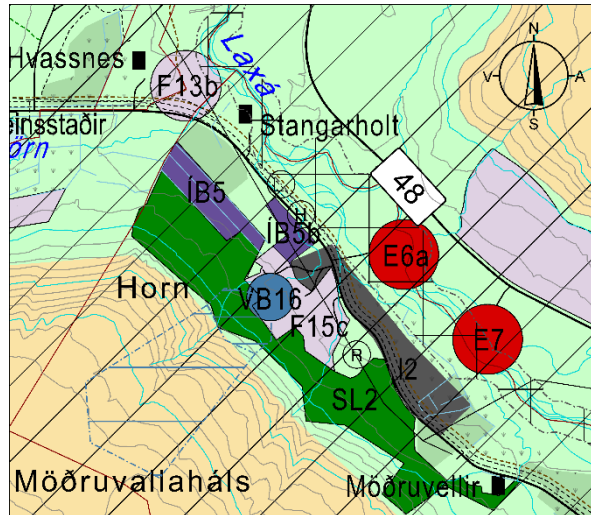 Hvassnes
Laxá
N
V
A
S
F13b
Stangarholt
einsstaðir
örn
48
ÍB5
H
ÍB5b
E6a
Horn
VB16
F15c
E7
R
I2
SL2
Möðruvallaháls
Möðruvellir